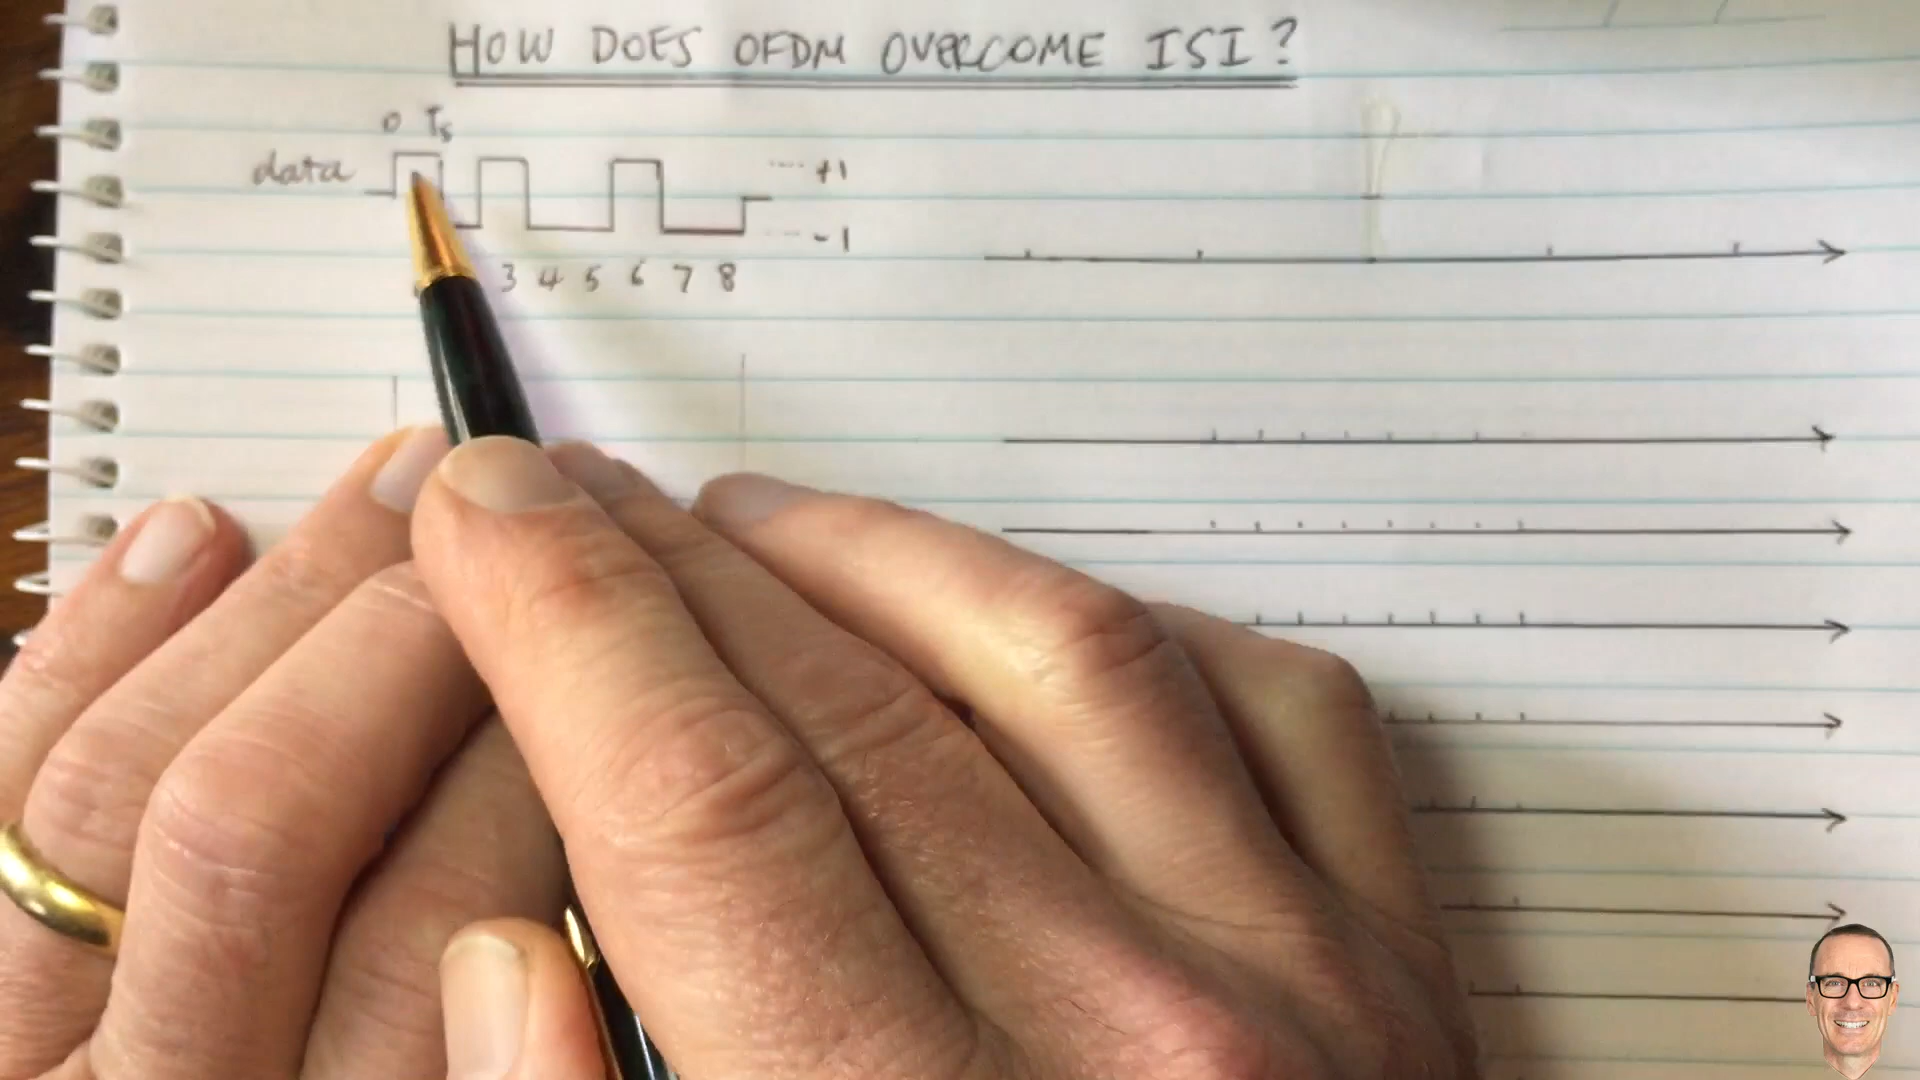 HOW DOES OFDM OVERCOME ISI?
0 Ts
data
+1
-1
3 4 5 6 7 8